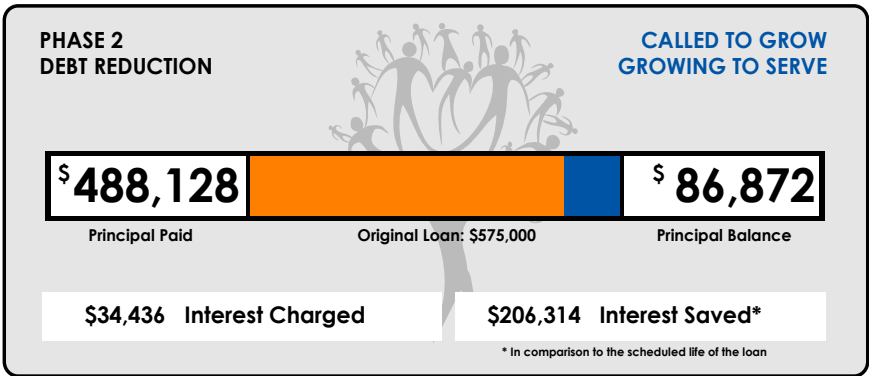 PHASE 2
DEBT REDUCTION
CALLED TO GROW
GROWING TO SERVE
$488,128
$ 86,872
Principal Paid
Original Loan: $575,000
Principal Balance
$34,436 Interest Charged
$206,314 Interest Saved*
* In comparison to the scheduled life of the loan